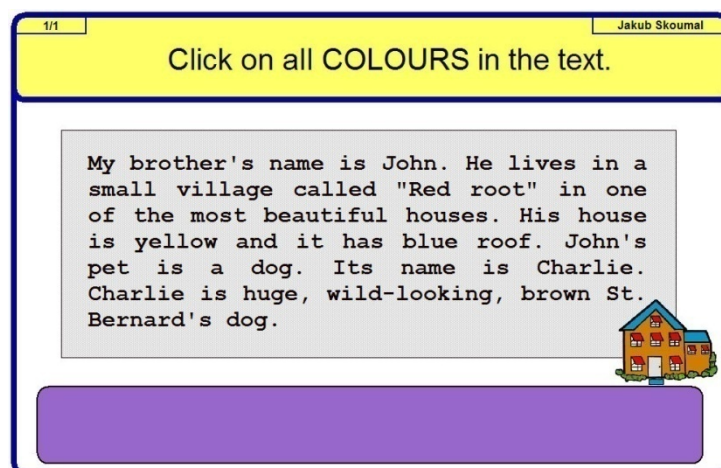 1/1
Jakub Skoumal
Click on all COLOURS in the text.
My brother's name is John. He lives in a
small village called "Red root" in one
of the most beautiful houses. His house
is yellow and it has blue roof. John's
pet is a dog. Its name is Charlie.
Charlie is huge, wild-looking, brown St.
Bernard's dog.